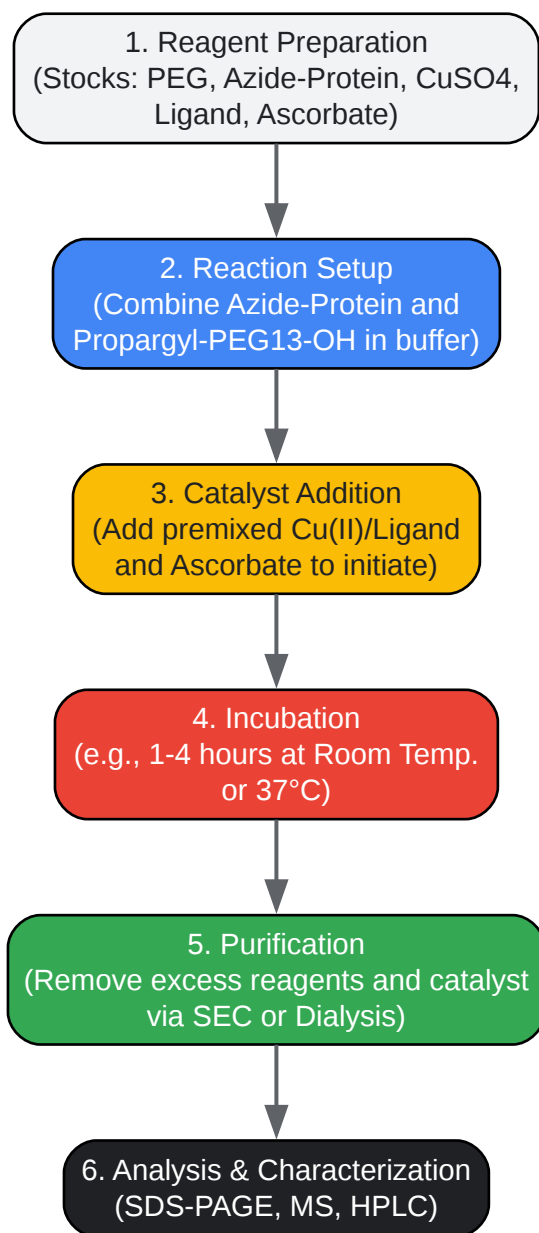 1. Reagent Preparation
(Stocks: PEG, Azide-Protein, CuSO4,
Ligand, Ascorbate)
2. Reaction Setup
(Combine Azide-Protein and
Propargyl-PEG13-OH in buffer)
3. Catalyst Addition
(Add premixed Cu(II)/Ligand
and Ascorbate to initiate)
4. Incubation
(e.g., 1-4 hours at Room Temp.
or 37°C)
5. Purification
(Remove excess reagents and catalyst
via SEC or Dialysis)
6. Analysis & Characterization
(SDS-PAGE, MS, HPLC)